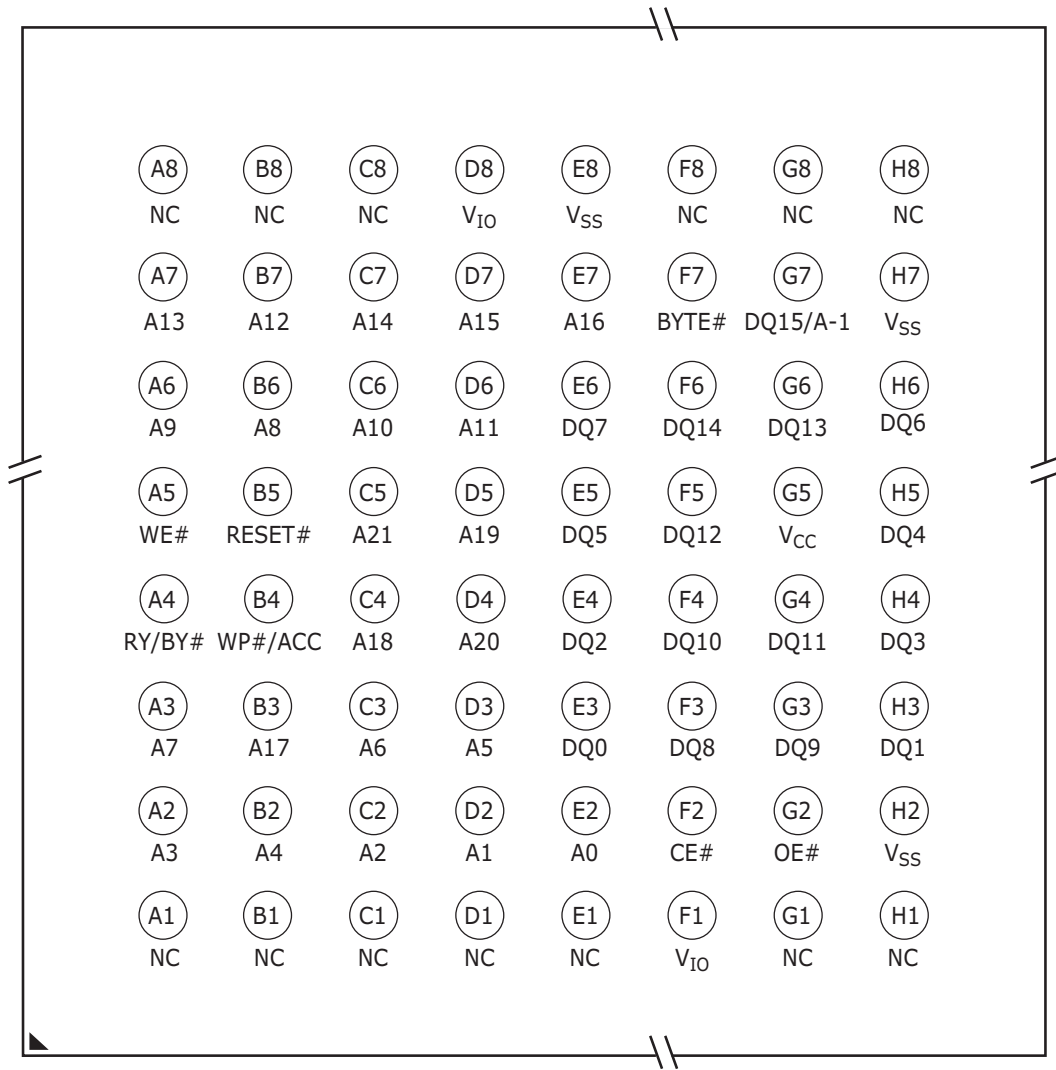 A8 B8 C8 D8 E8 F8 G8 H8
NC NC NC VIO VSS NC NC NC
A7 B7 C7 D7 E7 F7 G7 H7
A13 A12 A14 A15 A16 BYTE# DQ15/A-1 VSS
A6 B6 C6 D6 E6 F6 G6 H6
A9 A8 A10 A11 DQ7 DQ14 DQ13 DQ6
A5 B5 C5 D5 E5 F5 G5 H5
WE# RESET# A21 A19 DQ5 DQ12 VCC DQ4
A4 B4 C4 D4 E4 F4 G4 H4
RY/BY# WP#/ACC A18 A20 DQ2 DQ10 DQ11 DQ3
A3 B3 C3 D3 E3 F3 G3 H3
A7 A17 A6 A5 DQ0 DQ8 DQ9 DQ1
A2 B2 C2 D2 E2 F2 G2 H2
A3 A4 A2 A1 A0 CE# OE# VSS
A1 B1 C1 D1 E1 F1 G1 H1
NC NC NC NC NC VIO NC NC